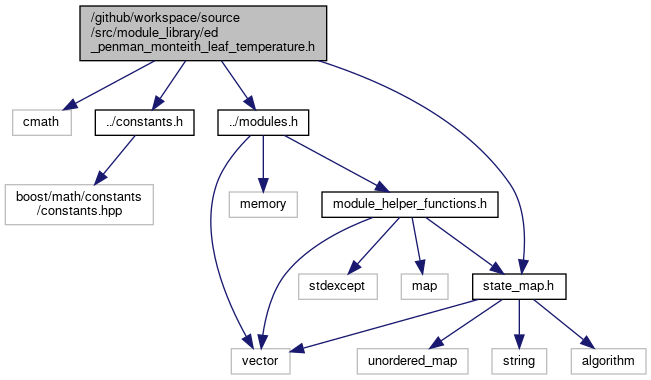 /github/workspace/source
/src/module_library/ed
_penman_monteith_leaf_temperature.h
cmath
../constants.h
../modules.h
boost/math/constants
/constants.hpp
memory
module_helper_functions.h
stdexcept
map
state_map.h
vector
unordered_map
string
algorithm